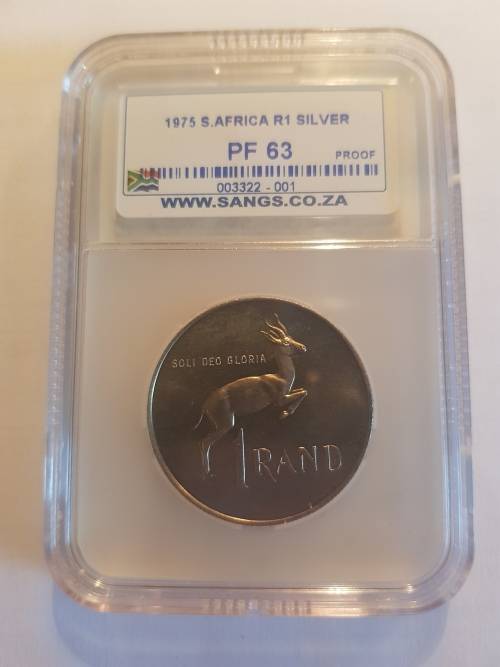 1975 S.AFRICA R1 SILVER
PF 63 PROOF
003322 - 001
WWW.SANGS.CO.ZA
SOLI DEO GLORIA
1 RAND